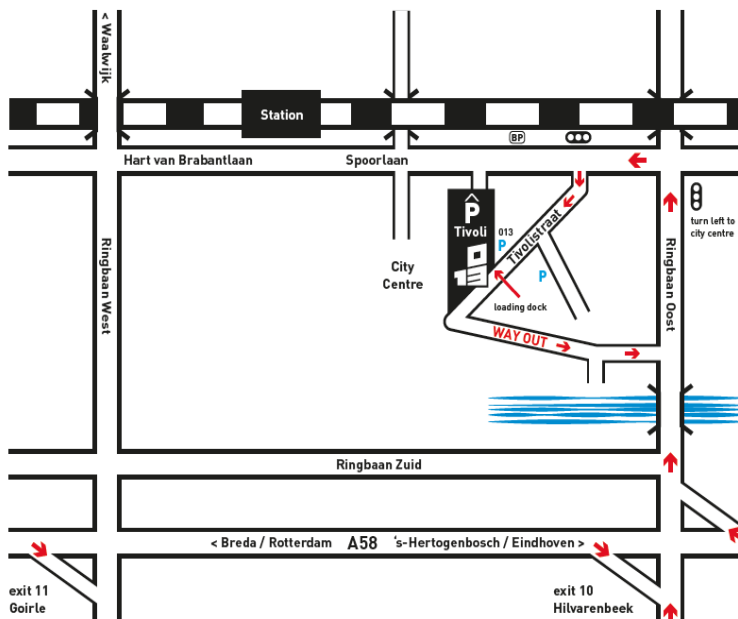 < Waalwijk
Station
BP
Hart van Brabantlaan
Spoorlaan
P
Tivoli
013
013
P
Tivolistraat
P
turn left to
city centre
Ringbaan West
City
Centre
Ringbaan Oost
loading dock
WAY OUT
Ringbaan Zuid
< Breda / Rotterdam A58 's-Hertogenbosch / Eindhoven >
exit 11
Goirle
exit 10
Hilvarenbeek